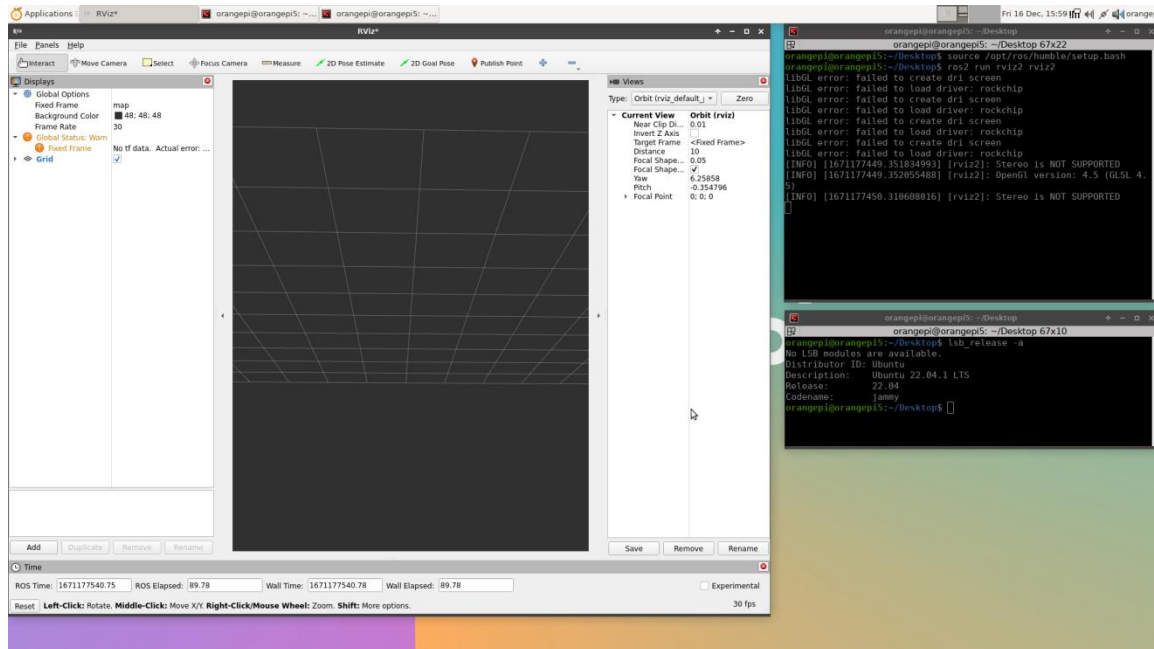 Applications
RViz*
orangepi@orangepi5: ~...
orangepi@orangepi5: ~...
Fri 16 Dec, 15:59
orange
RViz*
File Panels Help
Interact Move Camera Select Focus Camera Measure 2D Pose Estimate 2D Goal Pose Publish Point
Displays
Global Options
Fixed Frame map
Background Color 48; 48; 48
Frame Rate 30
Global Status: Warn
Fixed Frame No tf data. Actual error: ...
Grid
Add Duplicate Remove Rename
Views
Type: Orbit (rviz_default_ Zero
Current View Orbit (rviz)
Near Clip Di... 0.01
Invert Z Axis
Target Frame <Fixed Frame>
Distance 10
Focal Shape... 0.05
Focal Shape...
Yaw 6.25858
Pitch -0.354796
Focal Point 0; 0; 0
Save Remove Rename
Time
ROS Time: 1671177540.75 ROS Elapsed: 89.78 Wall Time: 1671177540.78 Wall Elapsed: 89.78 Experimental
Reset Left-Click: Rotate. Middle-Click: Move X/Y. Right-Click/Mouse Wheel: Zoom. Shift: More options. 30 fps
orangepi@orangepi5: ~/Desktop
orangepi@orangepi5: ~/Desktop 67x22
orangepi@orangepi5:~/Desktop$ source /opt/ros/humble/setup.bash
orangepi@orangepi5:~/Desktop$ ros2 run rviz2 rviz2
libGL error: failed to create dri screen
libGL error: failed to load driver: rockchip
libGL error: failed to create dri screen
libGL error: failed to load driver: rockchip
libGL error: failed to create dri screen
libGL error: failed to load driver: rockchip
libGL error: failed to create dri screen
libGL error: failed to load driver: rockchip
[INFO] [1671177449.351834993] [rviz2]: Stereo is NOT SUPPORTED
[INFO] [1671177449.352055488] [rviz2]: OpenGl version: 4.5 (GLSL 4.
5)
[INFO] [1671177450.310608016] [rviz2]: Stereo is NOT SUPPORTED
orangepi@orangepi5: ~/Desktop
orangepi@orangepi5: ~/Desktop 67x10
orangepi@orangepi5:~/Desktop$ lsb_release -a
No LSB modules are available.
Distributor ID: Ubuntu
Description: Ubuntu 22.04.1 LTS
Release: 22.04
Codename: jammy
orangepi@orangepi5:~/Desktop$